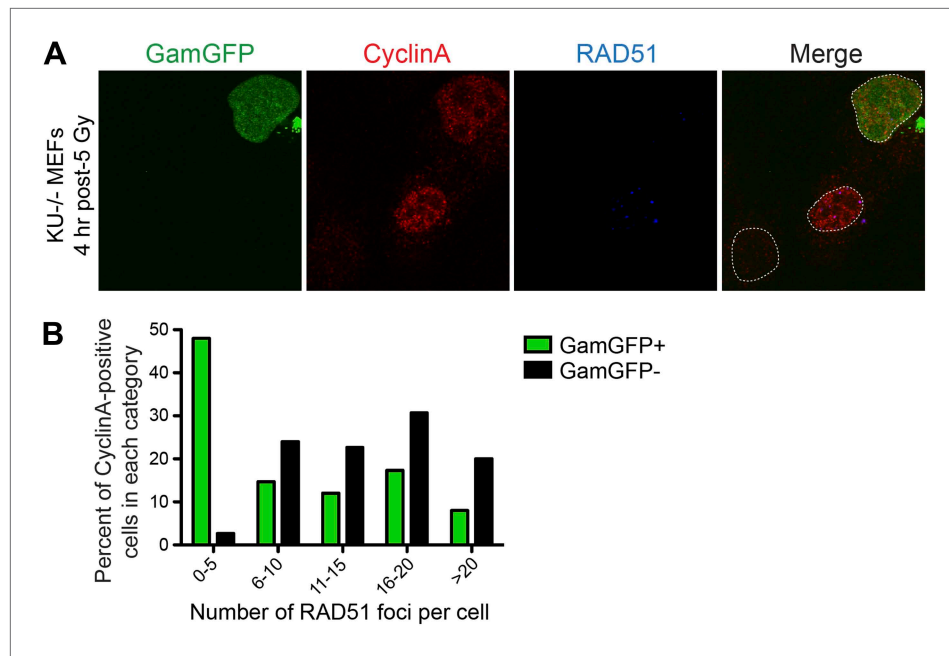 A
GamGFP
CyclinA
RAD51
Merge
KU-/- MEFs
4 hr post-5 Gy
B
Percent of CyclinA-positive
cells in each category
50
40
30
20
10
0
0-5
6-10
11-15
16-20
>20
Number of RAD51 foci per cell
GamGFP+
GamGFP-